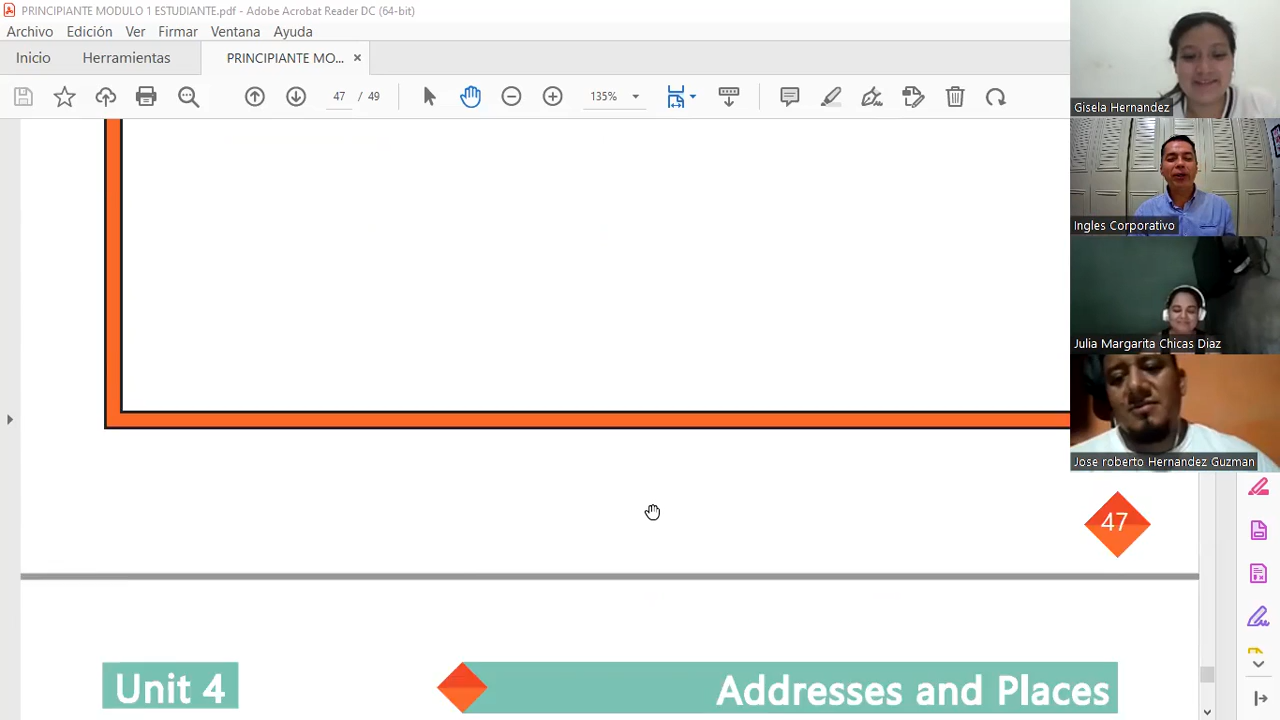 PRINCIPIANTE MODULO 1 ESTUDIANTE.pdf - Adobe Acrobat Reader DC (64-bit)
Archivo Edición Ver Firmar Ventana Ayuda
Inicio Herramientas PRINCIPIANTE MO... ×
47 / 49 135%
Gisela Hernandez
Ingles Corporativo
Julia Margarita Chicas Diaz
Jose roberto Hernandez Guzman
47
Unit 4 Addresses and Places